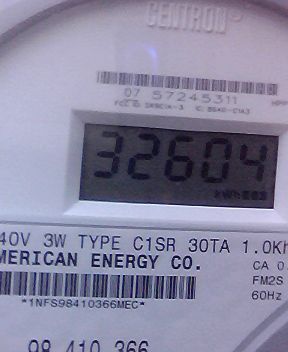 CENTRON
07 57245311
32604
kWh
40V 3W TYPE C1SR 30TA 1.0Kh
MERICAN ENERGY CO.
CA 0.
*1NFS98410366MEC*
FM2S
60Hz
98 410 366